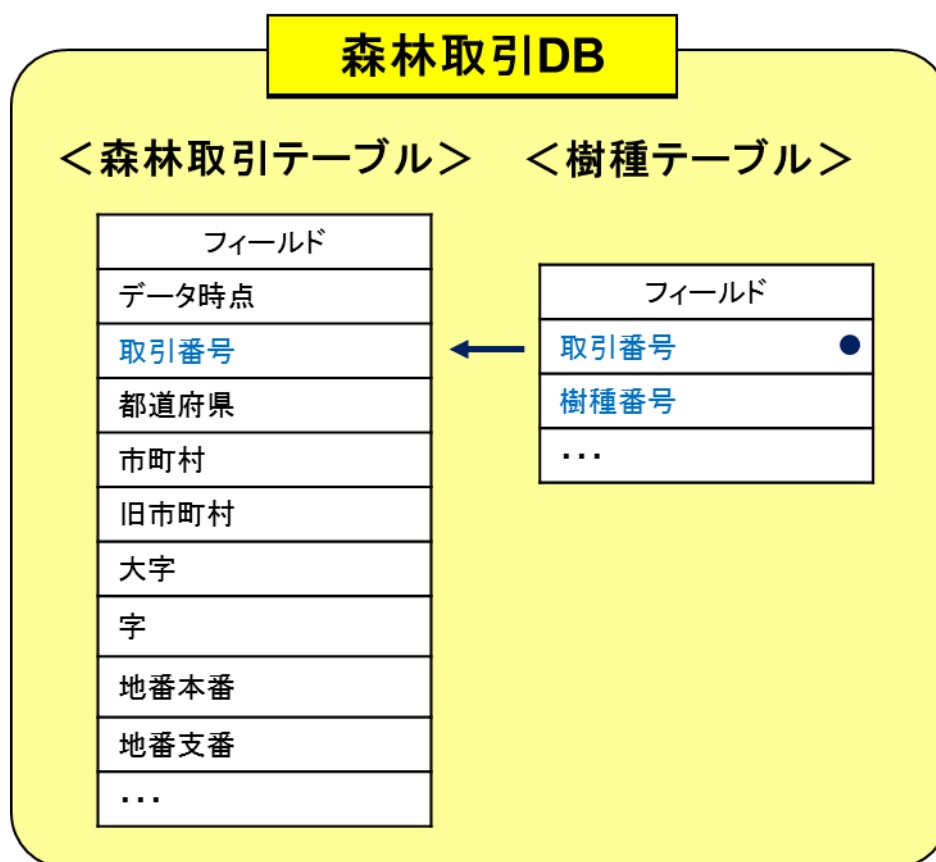 森林取引DB
＜森林取引テーブル＞
フィールド
データ時点
取引番号
都道府県
市町村
旧市町村
大字
字
地番本番
地番支番
・・・
＜樹種テーブル＞
フィールド
取引番号
樹種番号
・・・